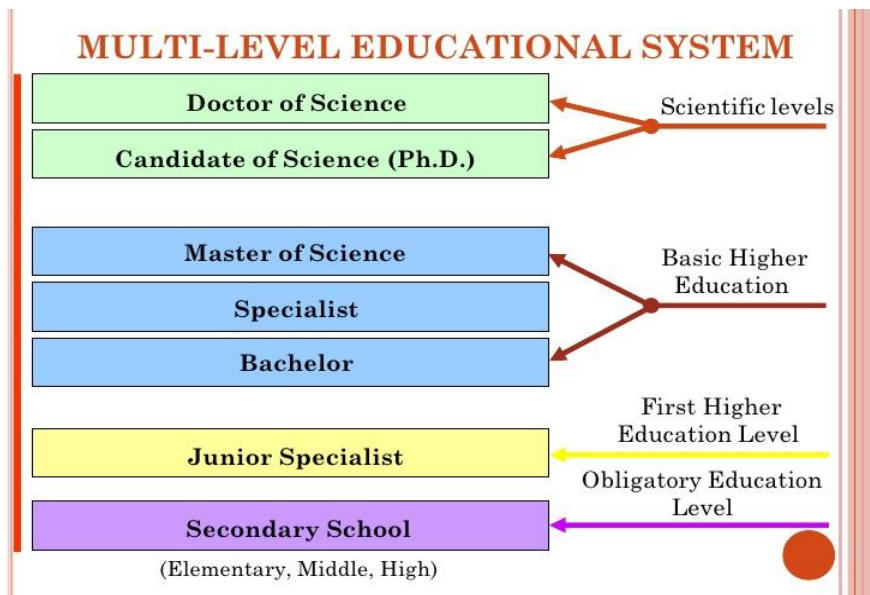 MULTI-LEVEL EDUCATIONAL SYSTEM
Doctor of Science
Scientific levels
Candidate of Science (Ph.D.)
Master of Science
Basic Higher
Education
Specialist
Bachelor
First Higher
Education Level
Junior Specialist
Obligatory Education
Level
Secondary School
(Elementary, Middle, High)